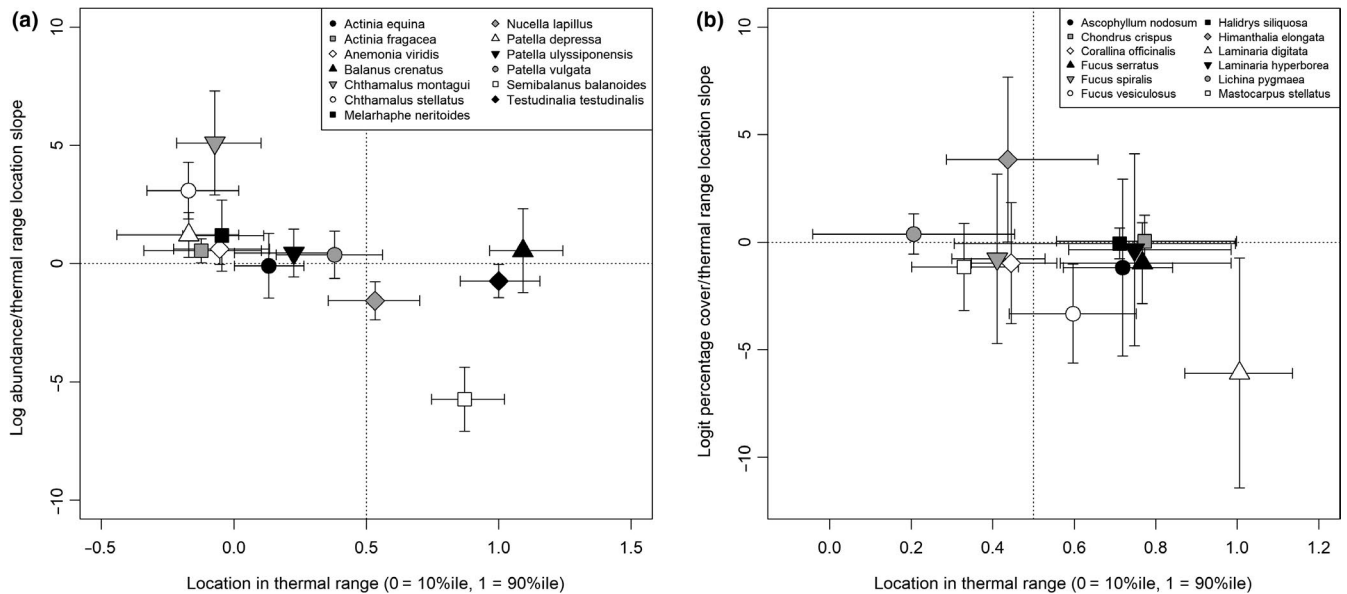 (a)
Actinia equina
Actinia fragacea
Anemonia viridis
Balanus crenatus
Chthamalus montagui
Chthamalus stellatus
Melarhaphe neritoides
Nucella lapillus
Patella depressa
Patella ulyssiponensis
Patella vulgata
Semibalanus balanoides
Testudinalia testudinalis
Log abundance/thermal range location slope
10
5
0
−5
−10
−0.5 0.0 0.5 1.0 1.5
Location in thermal range (0 = 10%ile, 1 = 90%ile)
(b)
Ascophyllum nodosum
Chondrus crispus
Corallina officinalis
Fucus serratus
Fucus spiralis
Fucus vesiculosus
Halidrys siliquosa
Himanthalia elongata
Laminaria digitata
Laminaria hyperborea
Lichina pygmaea
Mastocarpus stellatus
Logit percentage cover/thermal range location slope
10
5
0
−5
−10
0.0 0.2 0.4 0.6 0.8 1.0 1.2
Location in thermal range (0 = 10%ile, 1 = 90%ile)